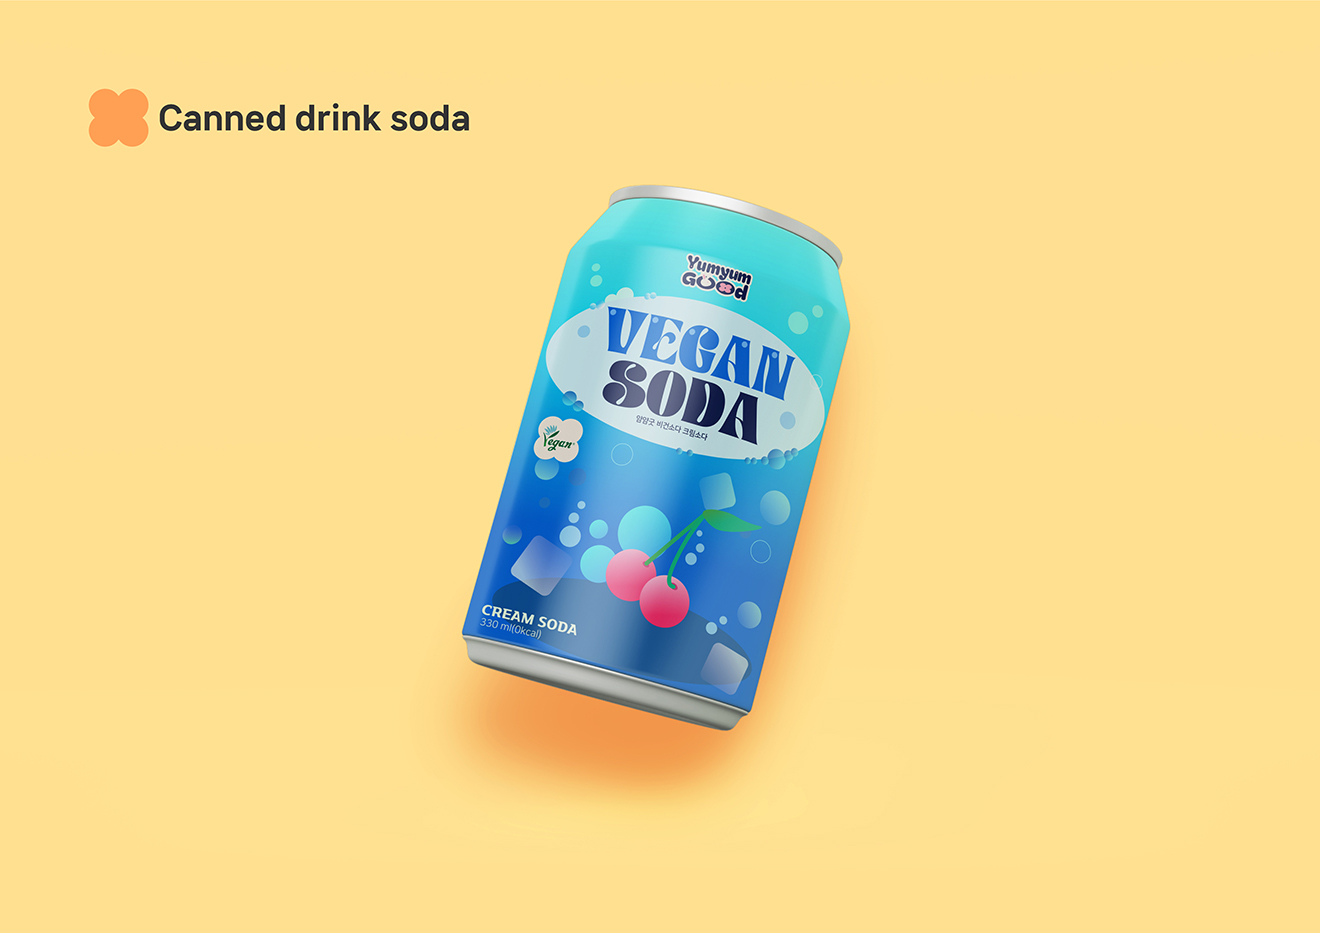 Canned drink soda
Yumyum
Good
VEGAN
SODA
얌얌굿 비건소다 크림소다
Vegan
CREAM SODA
330 ml(0kcal)